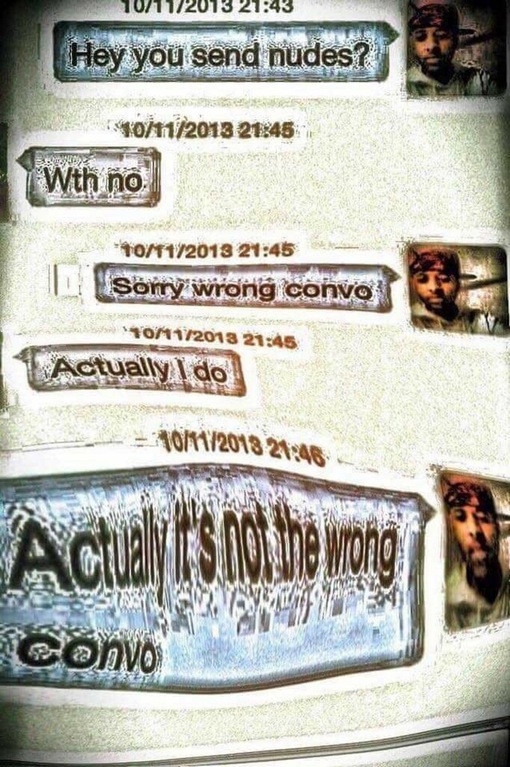 10/11/2013 21:43
Hey you send nudes?
10/11/2013 21:45
Wth no
10/11/2013 21:45
Sorry wrong convo
10/11/2013 21:45
Actually I do
10/11/2013 21:46
Actually it's not the wrong
convo